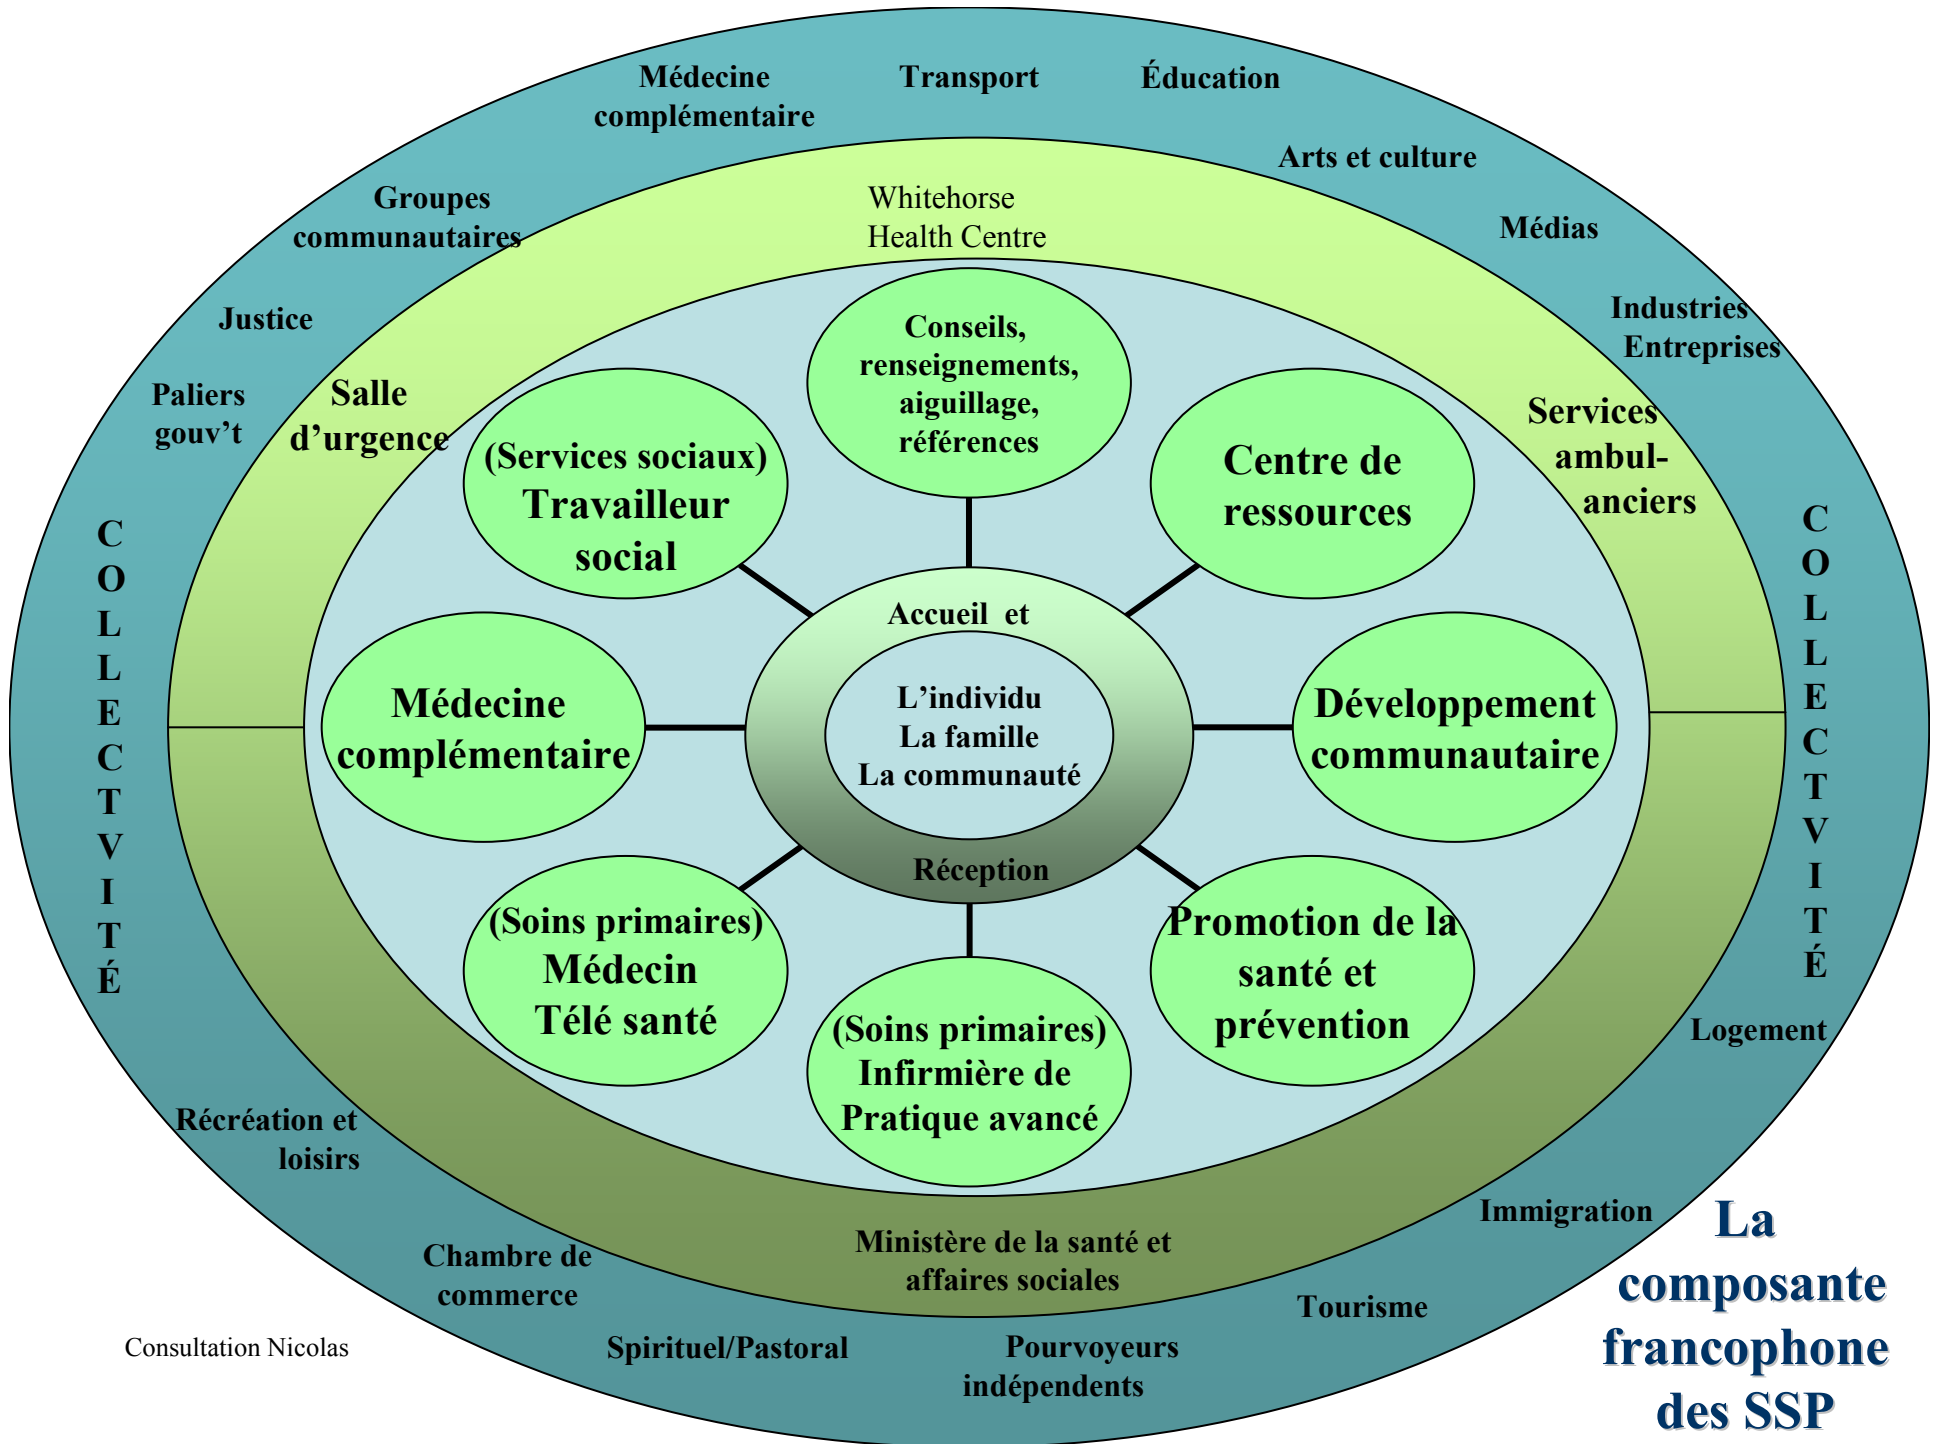 Médecine
complémentaire
Transport
Éducation
Arts et culture
Médias
Industries
Entreprises
Groupes
communautaires
Justice
Paliers
gouv’t
Whitehorse
Health Centre
Salle
d’urgence
Services
ambul-
anciers
Conseils,
renseignements,
aiguillage,
références
(Services sociaux)
Travailleur
social
Centre de
ressources
C
O
L
L
E
C
T
V
I
T
É
C
O
L
L
E
C
T
V
I
T
É
Accueil et
L’individu
La famille
La communauté
Réception
Médecine
complémentaire
Développement
communautaire
(Soins primaires)
Médecin
Télé santé
(Soins primaires)
Infirmière de
Pratique avancé
Promotion de la
santé et
prévention
Logement
Récréation et
loisirs
Immigration
Chambre de
commerce
Ministère de la santé et
affaires sociales
Tourisme
Spirituel/Pastoral
Pourvoyeurs
indépendents
Consultation Nicolas
La
composante
francophone
des SSP